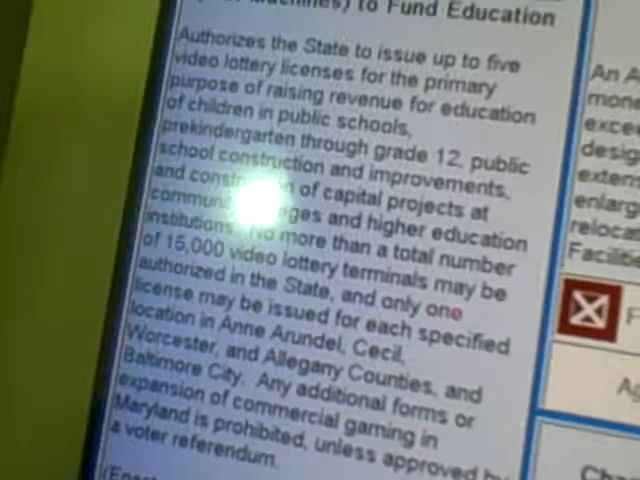 Machines) to Fund Education
Authorizes the State to issue up to five
video lottery licenses for the primary
purpose of raising revenue for education
of children in public schools,
prekindergarten through grade 12, public
school construction and improvements,
and construction of capital projects at
community colleges and higher education
institutions. No more than a total number
of 15,000 video lottery terminals may be
authorized in the State, and only one
license may be issued for each specified
location in Anne Arundel, Cecil,
Worcester, and Allegany Counties, and
Baltimore City. Any additional forms or
expansion of commercial gaming in
Maryland is prohibited, unless approved by
a voter referendum.
An A
mon
exce
desig
exten
enlarg
relocat
Facilitie
F